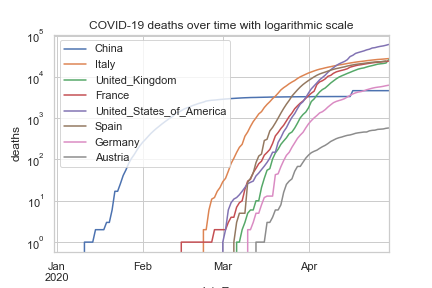 COVID-19 deaths over time with logarithmic scale
10^5
10^4
10^3
10^2
10^1
10^0
deaths
China
Italy
United_Kingdom
France
United_States_of_America
Spain
Germany
Austria
Jan
2020
Feb
Mar
Apr